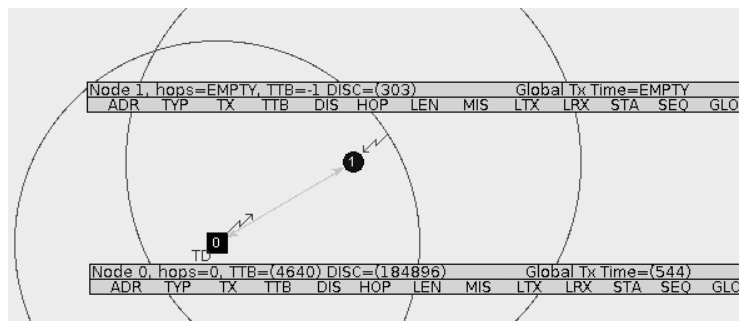 Node 1, hops=EMPTY, TTB=-1 DISC=(303) Global Tx Time=EMPTY
ADR TYP TX TTB DIS HOP LEN MIS LTX LRX STA SEQ GLO
1
0
TD
Node 0, hops=0, TTB=(4640) DISC=(184896) Global Tx Time=(544)
ADR TYP TX TTB DIS HOP LEN MIS LTX LRX STA SEQ GLO